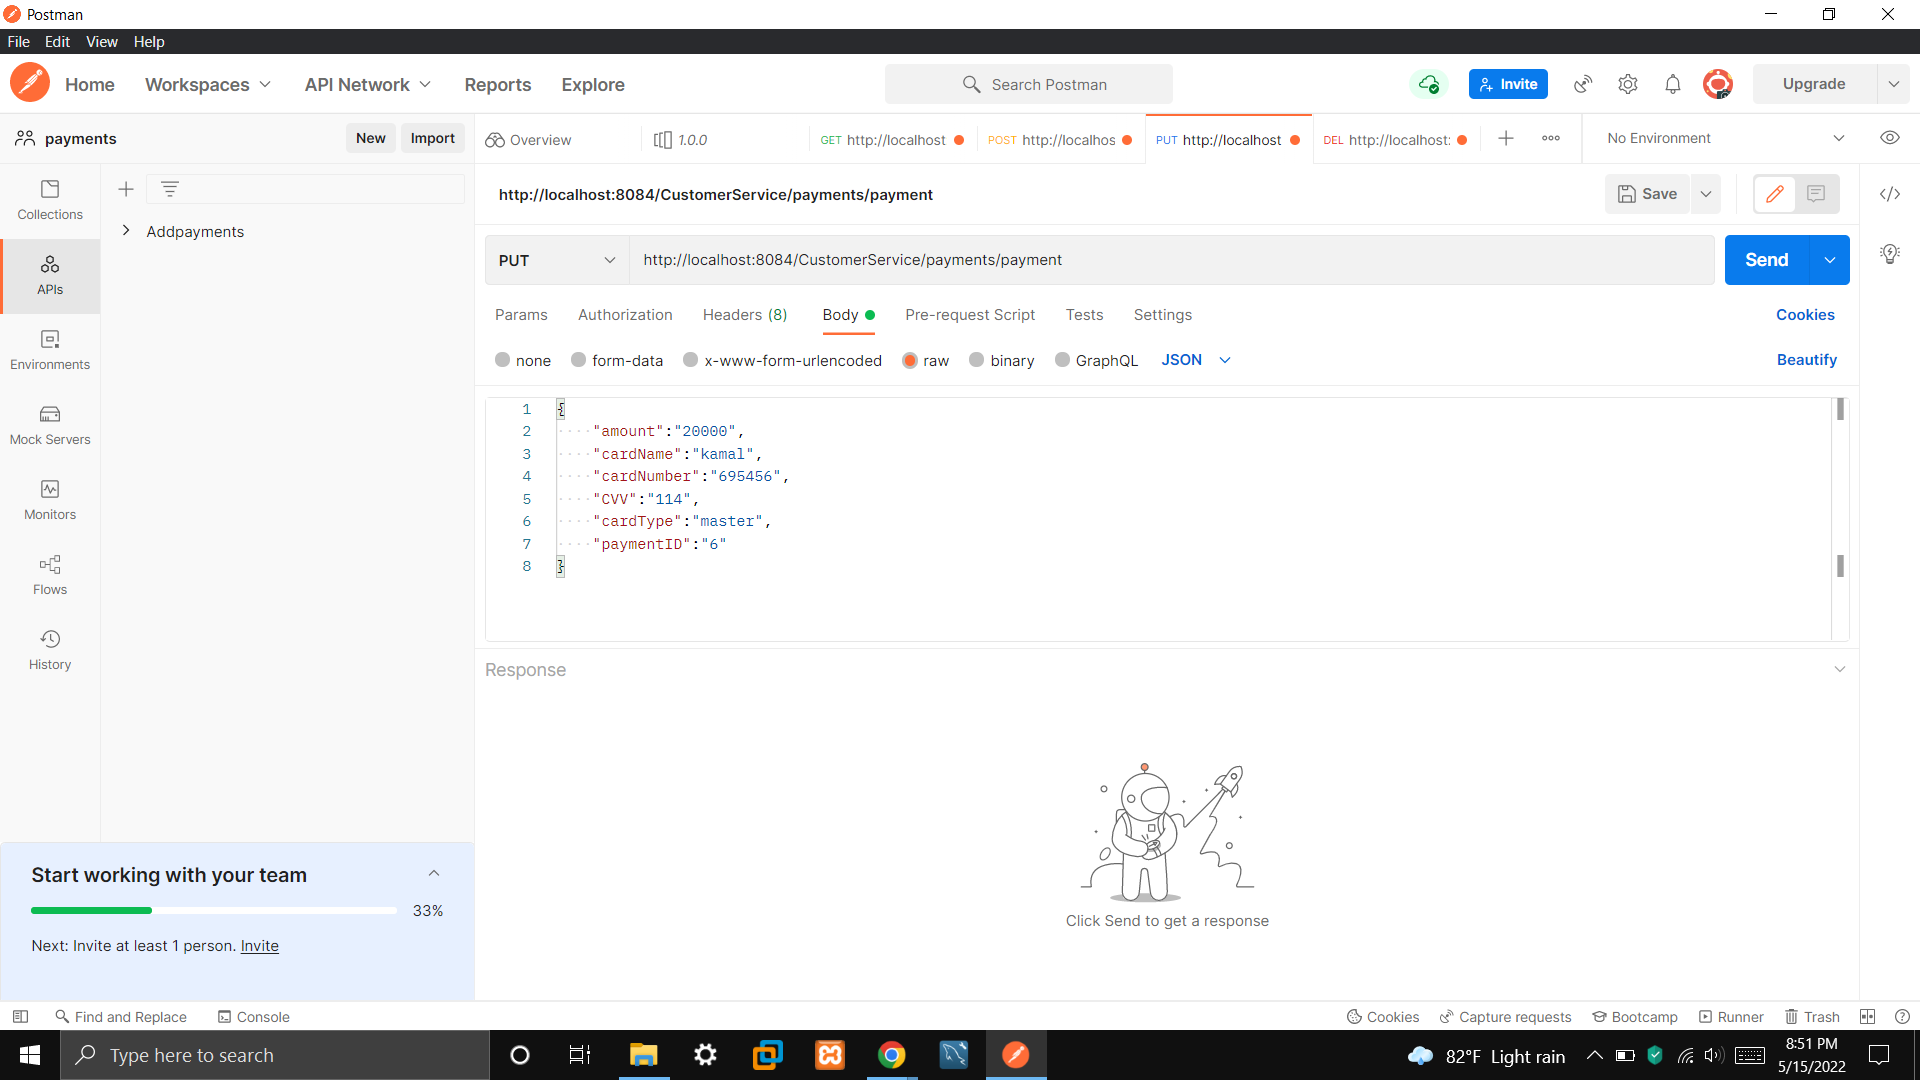 Postman
File Edit View Help
Home Workspaces API Network Reports Explore Search Postman Invite Upgrade
payments New Import Overview 1.0.0 GET http://localhost POST http://localhos PUT http://localhost DEL http://localhost: No Environment
http://localhost:8084/CustomerService/payments/payment Save
Collections
Addpayments
PUT http://localhost:8084/CustomerService/payments/payment Send
APIs
Params Authorization Headers (8) Body Pre-request Script Tests Settings Cookies
Environments
none form-data x-www-form-urlencoded raw binary GraphQL JSON Beautify
1 {
2 "amount":"20000",
3 "cardName":"kamal",
4 "cardNumber":"695456",
5 "CVV":"114",
6 "cardType":"master",
7 "paymentID":"6"
8 }
Mock Servers
Monitors
Flows
History
Response
Click Send to get a response
Start working with your team
33%
Next: Invite at least 1 person. Invite
Find and Replace Console Cookies Capture requests Bootcamp Runner Trash
Type here to search 82°F Light rain 8:51 PM
5/15/2022